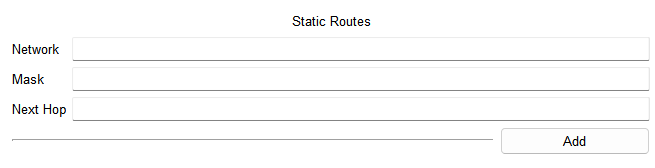 Static Routes
Network
Mask
Next Hop
Add